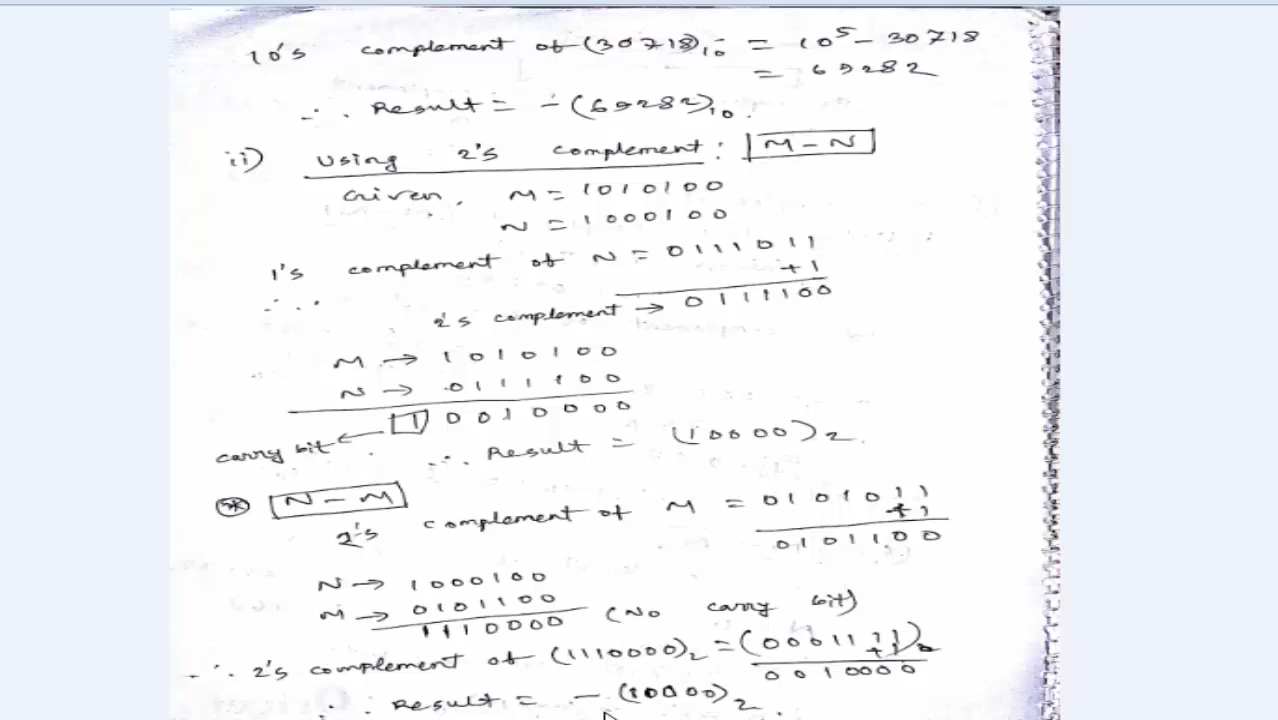 10's complement of (30718)₁₀ = 10⁵ - 30718
= 69282
∴ Result = -(69282)₁₀.
ii) Using 2's complement: M - N
Given, M = 1010100
N = 1000100
1's complement of N = 0111011
+1
∴ 2's complement → 0111100
M → 1010100
N → 0111100
1 0010000
carry bit ←
∴ Result = (10000)₂.
* N - M
2's complement of M = 0101011
+1
0101100
N → 1000100
M → 0101100
1110000 (No carry bit)
∴ 2's complement of (1110000)₂ = (0001111)₂
+1
0010000
∴ Result = -(10000)₂.